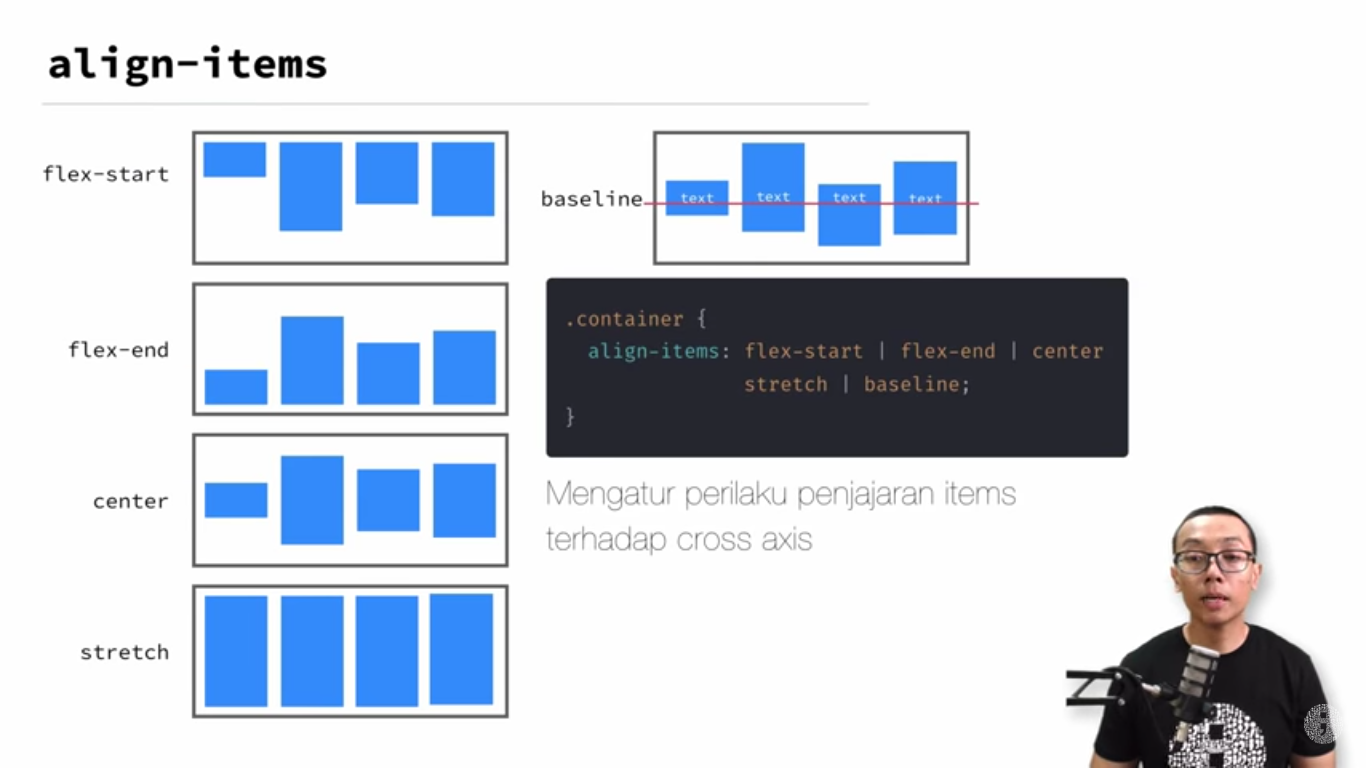 align-items
flex-start
baseline
text text text text
flex-end
center
stretch
.container {
align-items: flex-start | flex-end | center
stretch | baseline;
}
Mengatur perilaku penjajaran items
terhadap cross axis